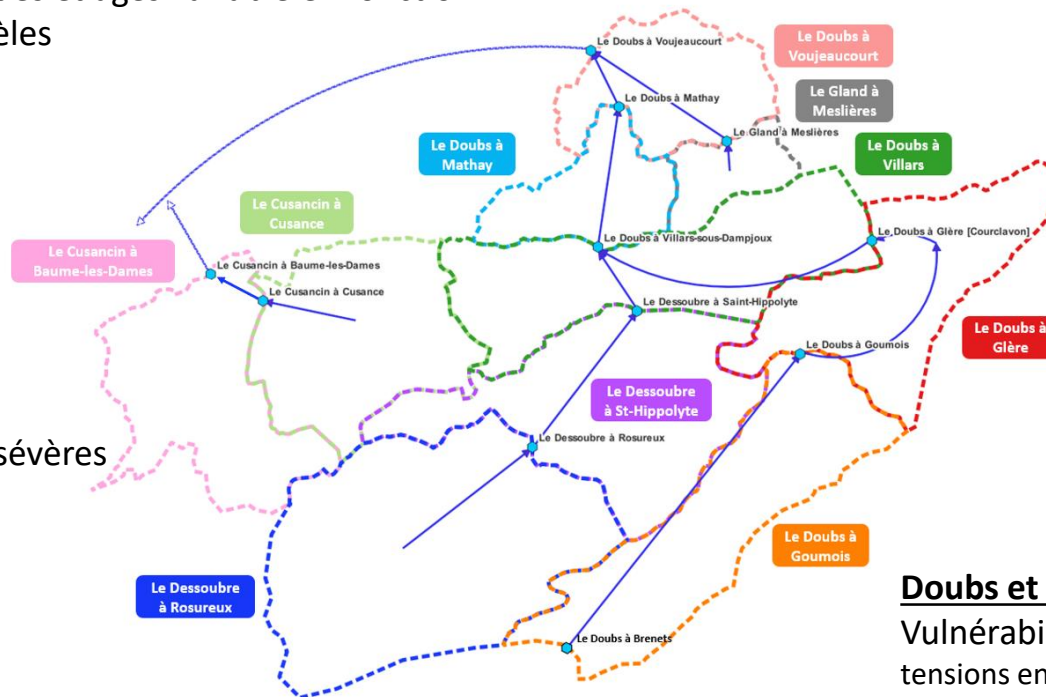 èles
Le Doubs à
Voujeaucourt
Le Doubs à Voujeaucourt
Le Gland à
Meslières
Le Doubs à Mathay
Le Gland à Meslières
Le Doubs à
Mathay
Le Doubs à
Villars
Le Cusancin à
Cusance
Le Doubs à Glère [Courclavon]
Le Doubs à Villars-sous-Dampjoux
Le Cusancin à
Baume-les-Dames
Le Cusancin à Baume-les-Dames
Le Cusancin à Cusance
Le Dessoubre à Saint-Hippolyte
Le Doubs à
Glère
Le Doubs à Goumois
Le Dessoubre
à St-Hippolyte
Le Dessoubre à Rosureux
sévères
Le Doubs à
Goumois
Le Dessoubre
à Rosureux
Doubs et
Le Doubs à Brenets
Vulnérabi
tensions en